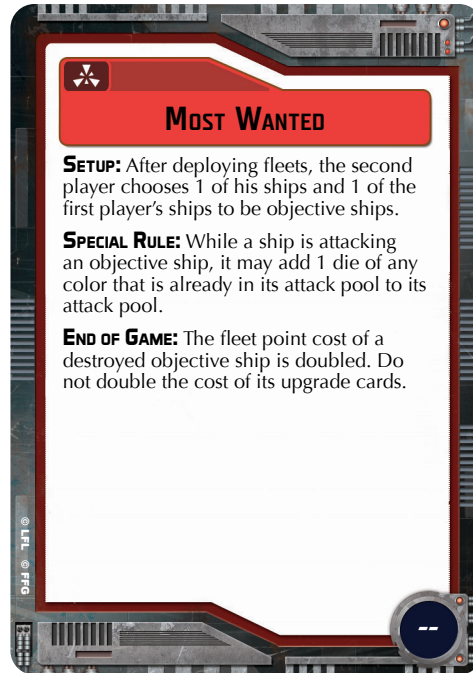 Most Wanted
Setup: After deploying fleets, the second
player chooses 1 of his ships and 1 of the
first player's ships to be objective ships.
Special Rule: While a ship is attacking
an objective ship, it may add 1 die of any
color that is already in its attack pool to its
attack pool.
End of Game: The fleet point cost of a
destroyed objective ship is doubled. Do
not double the cost of its upgrade cards.
© LFL © FFG
--